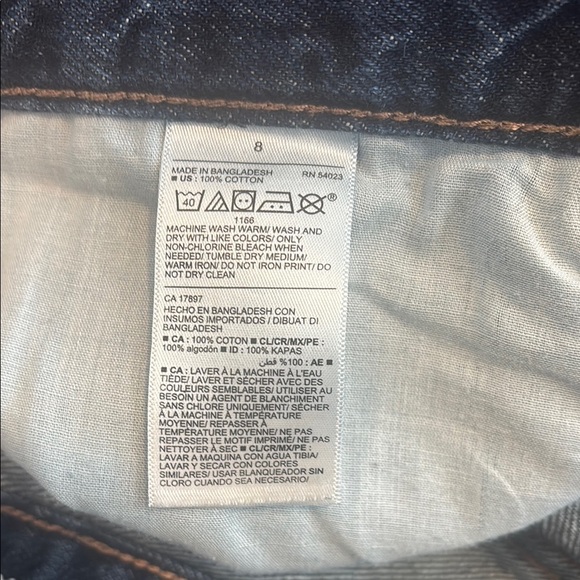 8
MADE IN BANGLADESH RN 54023
■ US : 100% COTTON
40 ®
1166
MACHINE WASH WARM/ WASH AND
DRY WITH LIKE COLORS/ ONLY
NON-CHLORINE BLEACH WHEN
NEEDED/ TUMBLE DRY MEDIUM/
WARM IRON/ DO NOT IRON PRINT/ DO
NOT DRY CLEAN
CA 17897
HECHO EN BANGLADESH CON
INSUMOS IMPORTADOS / DIBUAT DI
BANGLADESH
■ CA : 100% COTON ■ CL/CR/MX/PE :
100% algodón ■ ID : 100% KAPAS
■ AE : %100 قطن
■ CA : LAVER À LA MACHINE À L'EAU
TIÈDE/ LAVER ET SÉCHER AVEC DES
COULEURS SEMBLABLES/ UTILISER AU
BESOIN UN AGENT DE BLANCHIMENT
SANS CHLORE UNIQUEMENT/ SÉCHER
À LA MACHINE À TEMPÉRATURE
MOYENNE/ REPASSER À
TEMPÉRATURE MOYENNE/ NE PAS
REPASSER LE MOTIF IMPRIMÉ/ NE PAS
NETTOYER À SEC ■ CL/CR/MX/PE :
LAVAR A MAQUINA CON AGUA TIBIA/
LAVAR Y SECAR CON COLORES
SIMILARES/ USAR BLANQUEADOR SIN
CLORO CUANDO SEA NECESARIO/